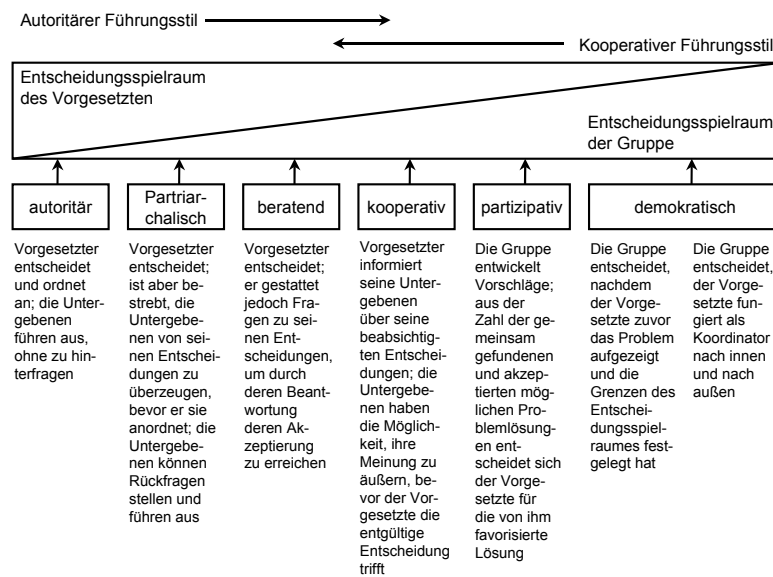 Autoritärer Führungsstil
Kooperativer Führungsstil
Entscheidungsspielraum
des Vorgesetzten
Entscheidungsspielraum
der Gruppe
autoritär
Partriar-
chalisch
beratend
kooperativ
partizipativ
demokratisch
Vorgesetzter
entscheidet
und ordnet
an; die Unter-
gebenen
führen aus,
ohne zu hin-
terfragen
Vorgesetzter
entscheidet;
ist aber be-
strebt, die
Untergebe-
nen von sei-
nen Entschei-
dungen zu
überzeugen,
bevor er sie
anordnet; die
Untergebe-
nen können
Rückfragen
stellen und
führen aus
Vorgesetzter
entscheidet;
er gestattet
jedoch Fragen
zu seinen Ent-
scheidungen,
um durch
deren Beant-
wortung
deren Ak-
zeptierung
zu erreichen
Vorgesetzter
informiert
seine Unter-
gebenen
über seine
beabsichtig-
ten Entschei-
dungen; die
Untergebe-
nen haben
die Möglich-
keit, ihre
Meinung zu
äußern, be-
vor der Vor-
gesetzte die
entgültige
Entscheidung
trifft
Die Gruppe
entwickelt
Vorschläge;
aus der
Zahl der ge-
meinsam
gefundenen
und akzep-
tierten mög-
lichen Pro-
blemlösung-
en ent-
scheidet sich
der Vorge-
setzte für
die von ihm
favorisierte
Lösung
Die Gruppe
entscheidet,
nachdem
der Vorge-
setzte zuvor
das Problem
aufgezeigt
und die
Grenzen des
Entschei-
dungsspiel-
raumes fest-
gelegt hat
Die Gruppe
entscheidet,
der Vorge-
setzte fun-
giert als
Koordinator
nach innen
und nach
außen